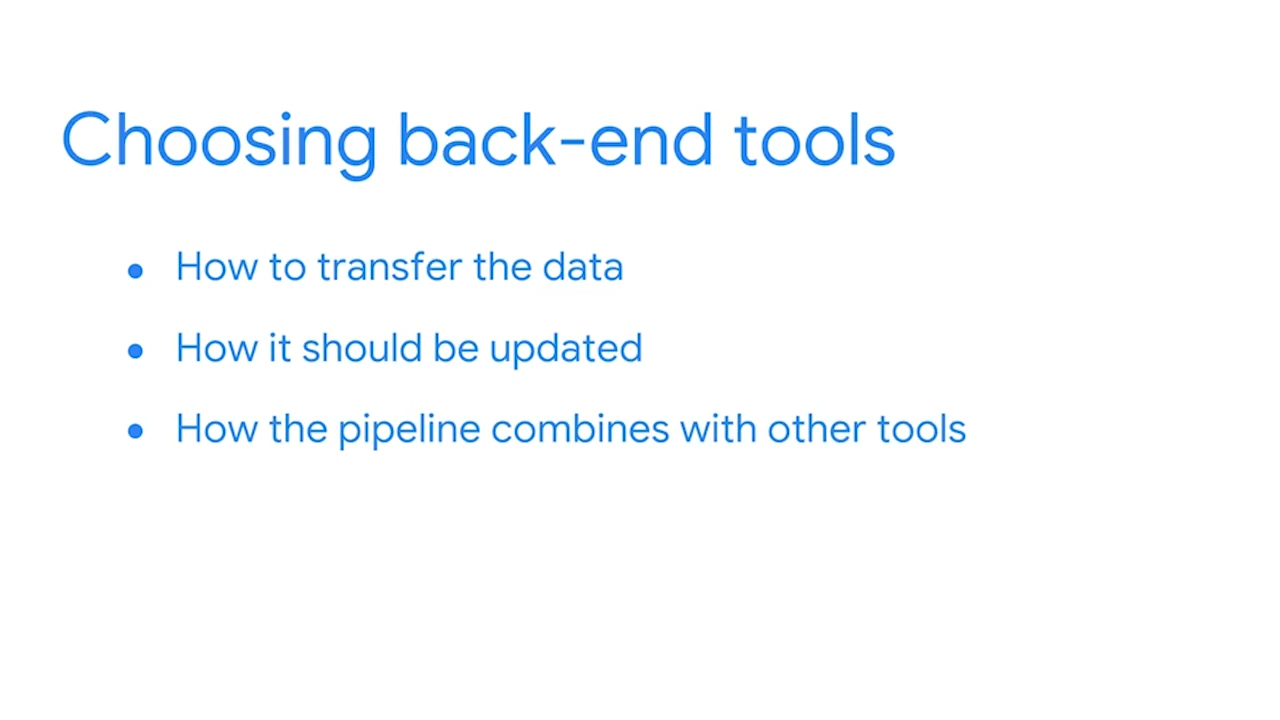 Choosing back-end tools
• How to transfer the data
• How it should be updated
• How the pipeline combines with other tools